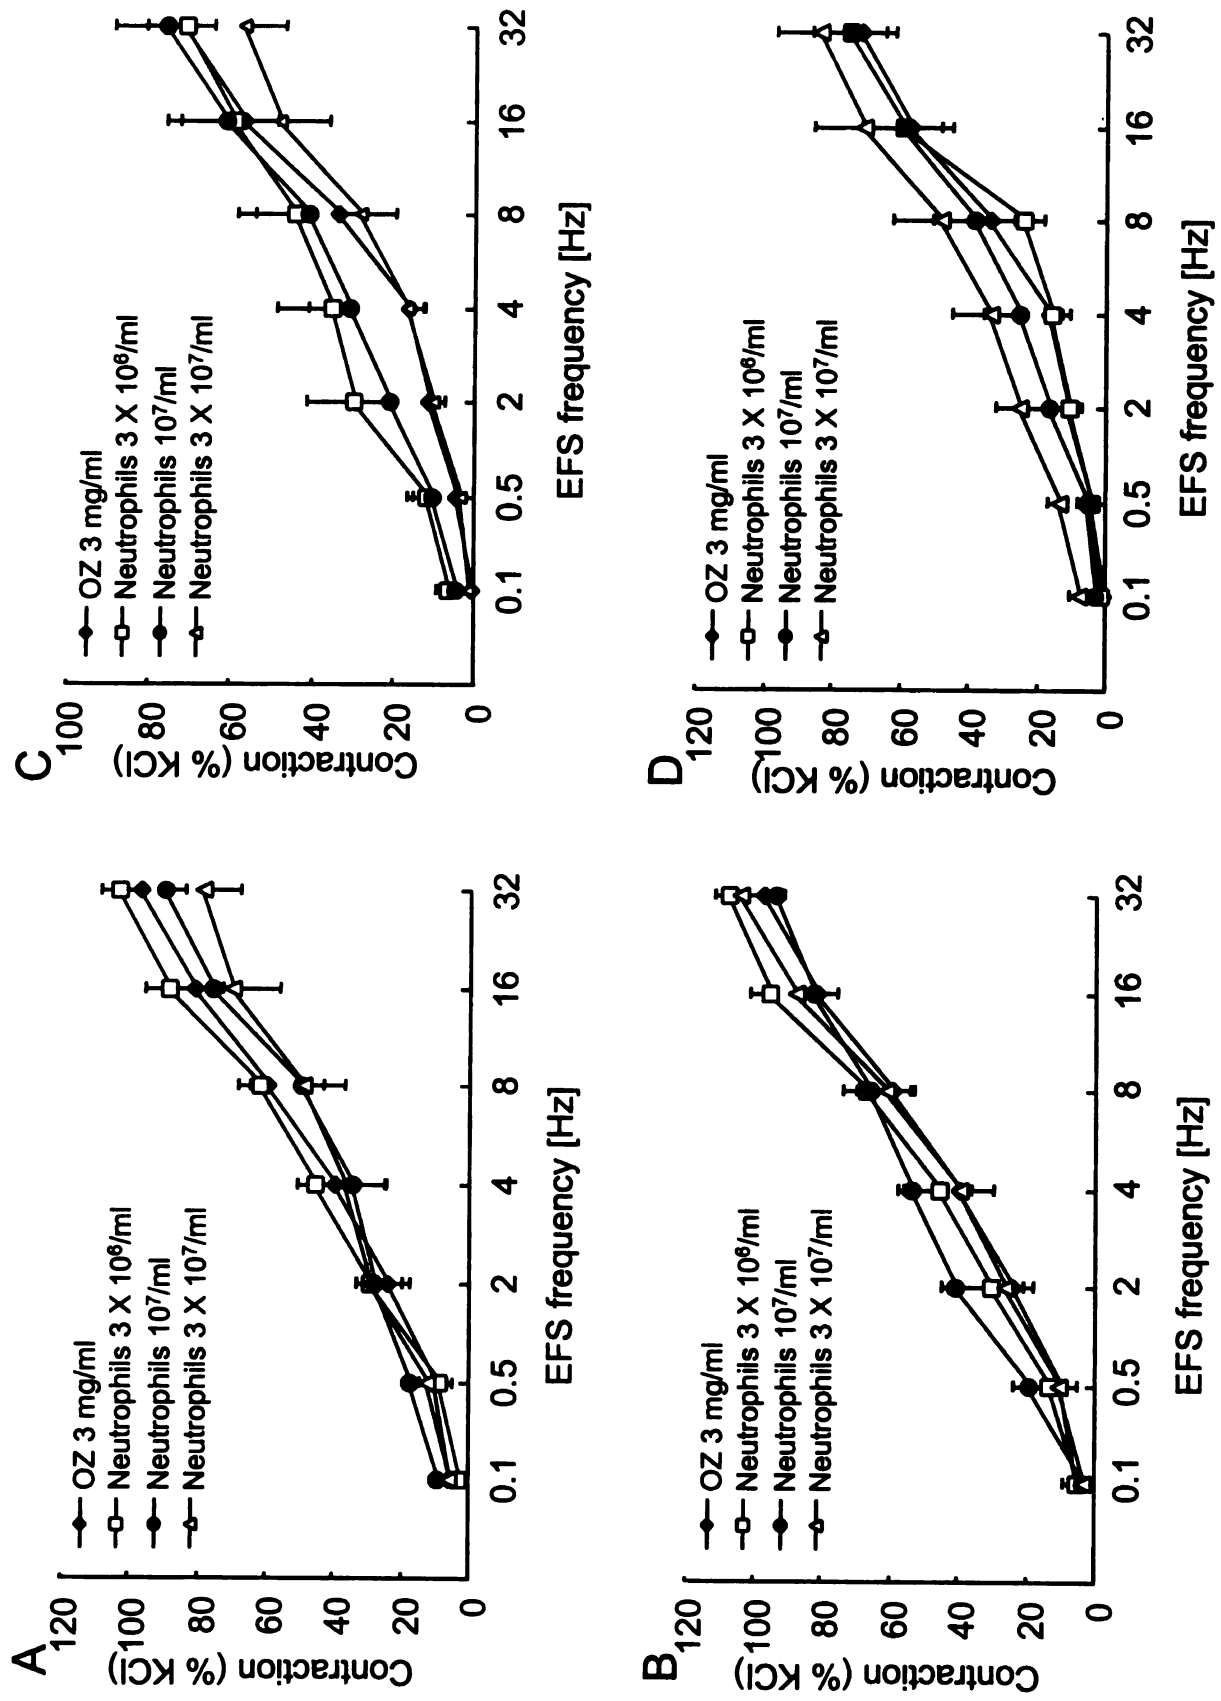 A
Contraction (% KCl)
120
100
80
60
40
20
0
OZ 3 mg/ml
Neutrophils 3 X 10⁶/ml
Neutrophils 10⁷/ml
Neutrophils 3 X 10⁷/ml
0.1 0.5 2 4 8 16 32
EFS frequency [Hz]
C
Contraction (% KCl)
100
80
60
40
20
0
OZ 3 mg/ml
Neutrophils 3 X 10⁶/ml
Neutrophils 10⁷/ml
Neutrophils 3 X 10⁷/ml
0.1 0.5 2 4 8 16 32
EFS frequency [Hz]
B
Contraction (% KCl)
120
100
80
60
40
20
0
OZ 3 mg/ml
Neutrophils 3 X 10⁶/ml
Neutrophils 10⁷/ml
Neutrophils 3 X 10⁷/ml
0.1 0.5 2 4 8 16 32
EFS frequency [Hz]
D
Contraction (% KCl)
120
100
80
60
40
20
0
OZ 3 mg/ml
Neutrophils 3 X 10⁶/ml
Neutrophils 10⁷/ml
Neutrophils 3 X 10⁷/ml
0.1 0.5 2 4 8 16 32
EFS frequency [Hz]